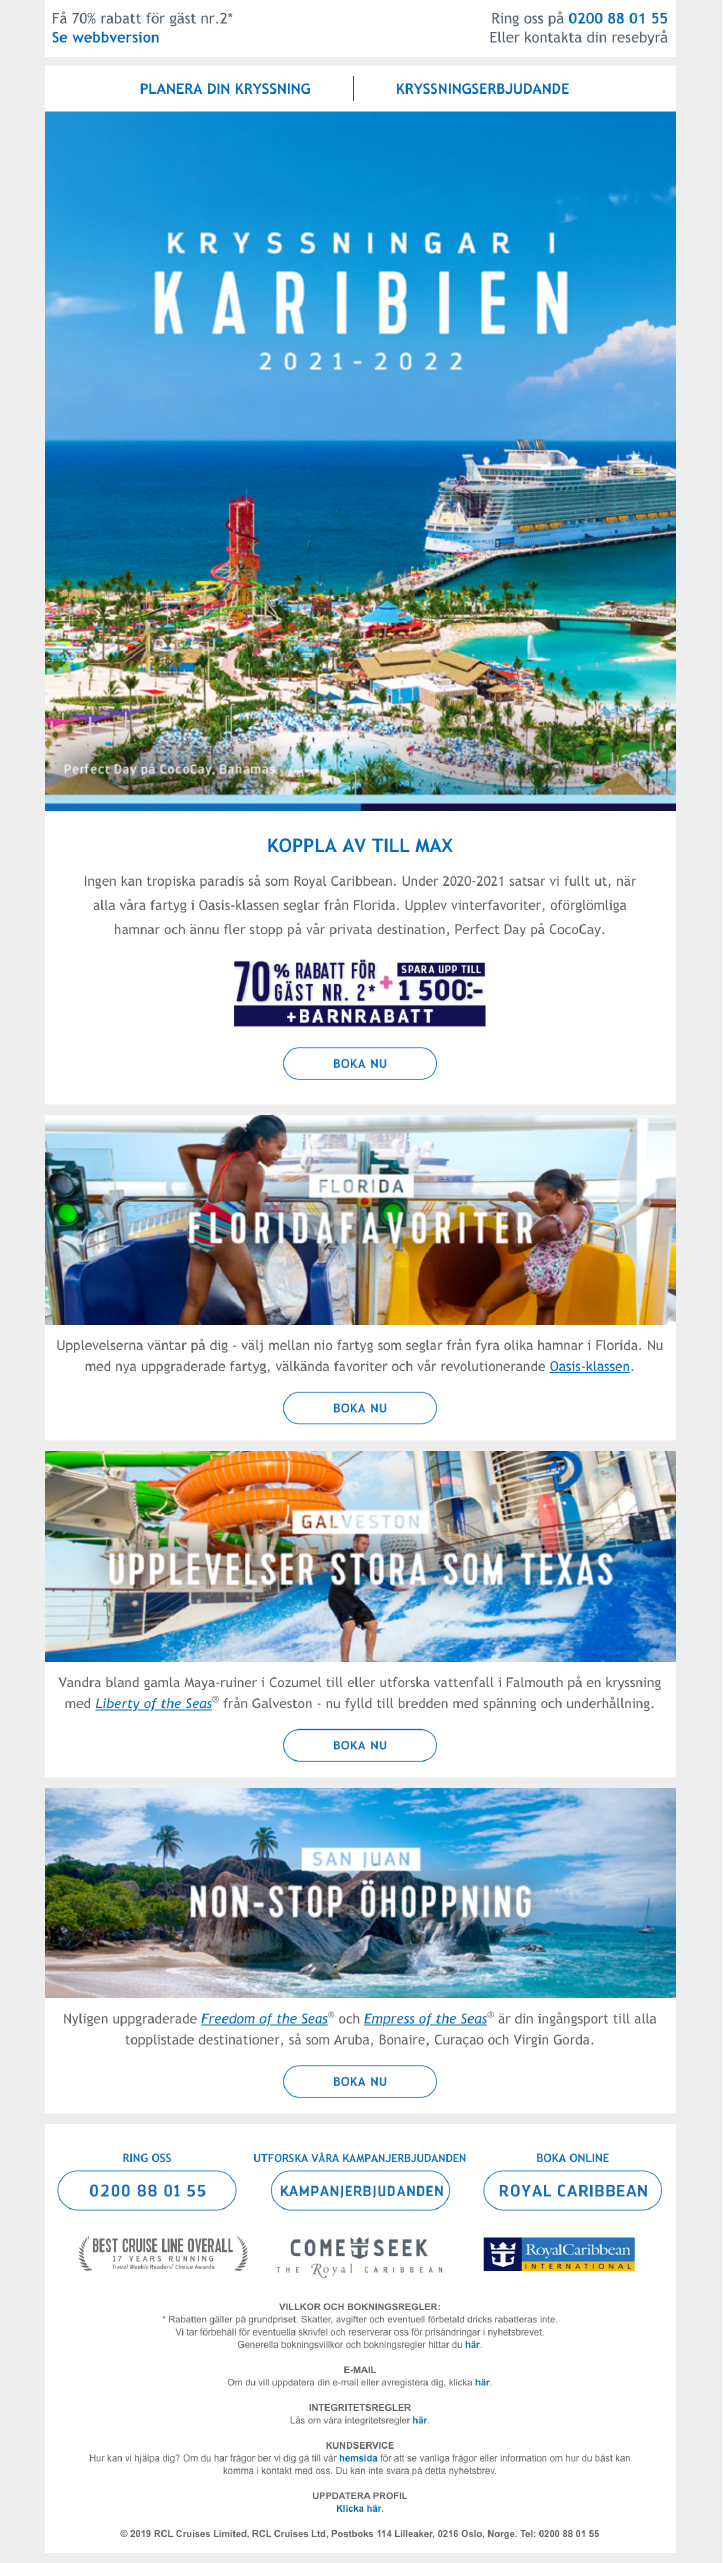 Få 70% rabatt för gäst nr.2*
Se webbversion
Ring oss på 0200 88 01 55
Eller kontakta din resebyrå
PLANERA DIN KRYSSNING
KRYSSNINGSERBJUDANDE
KRYSSNINGAR I
KARIBIEN
2021-2022
Perfect Day på CocoCay, Bahamas
KOPPLA AV TILL MAX
Ingen kan tropiska paradis så som Royal Caribbean. Under 2020-2021 satsar vi fullt ut, när
alla våra fartyg i Oasis-klassen seglar från Florida. Upplev vinterfavoriter, oförglömliga
hamnar och ännu fler stopp på vår privata destination, Perfect Day på CocoCay.
70% RABATT FÖR GÄST NR. 2* + SPARA UPP TILL 1 500:-
+BARNRABATT
BOKA NU
FLORIDA
FLORIDAFAVORITER
Upplevelserna väntar på dig - välj mellan nio fartyg som seglar från fyra olika hamnar i Florida. Nu
med nya uppgraderade fartyg, välkända favoriter och vår revolutionerande Oasis-klassen.
BOKA NU
GALVESTON
UPPLEVELSER STORA SOM TEXAS
Vandra bland gamla Maya-ruiner i Cozumel till eller utforska vattenfall i Falmouth på en kryssning
med Liberty of the Seas® från Galveston - nu fylld till bredden med spänning och underhållning.
BOKA NU
SAN JUAN
NON-STOP ÖHOPPNING
Nyligen uppgraderade Freedom of the Seas® och Empress of the Seas® är din ingångsport till alla
topplistade destinationer, så som Aruba, Bonaire, Curaçao och Virgin Gorda.
BOKA NU
RING OSS
0200 88 01 55
UTFORSKA VÅRA KAMPANJERBJUDANDEN
KAMPANJERBJUDANDEN
BOKA ONLINE
ROYAL CARIBBEAN
BEST CRUISE LINE OVERALL
17 YEARS RUNNING
Travel Weekly Readers' Choice Awards
COME SEEK
THE Royal CARIBBEAN
RoyalCaribbean
INTERNATIONAL
VILLKOR OCH BOKNINGSREGLER:
* Rabatten gäller på grundpriset. Skatter, avgifter och eventuell förbetald dricks rabatteras inte.
Vi tar förbehåll för eventuella skrivfel och reserverar oss för prisändringar i nyhetsbrevet.
Generella bokningsvillkor och bokningsregler hittar du här.
E-MAIL
Om du vill uppdatera din e-mail eller avregistera dig, klicka här.
INTEGRITETSREGLER
Läs om våra integritetsregler här.
KUNDSERVICE
Hur kan vi hjälpa dig? Om du har frågor ber vi dig gå till vår hemsida för att se vanliga frågor eller information om hur du bäst kan
komma i kontakt med oss. Du kan inte svara på detta nyhetsbrev.
UPPDATERA PROFIL
Klicka här.
© 2019 RCL Cruises Limited, RCL Cruises Ltd, Postboks 114 Lilleaker, 0216 Oslo, Norge. Tel: 0200 88 01 55